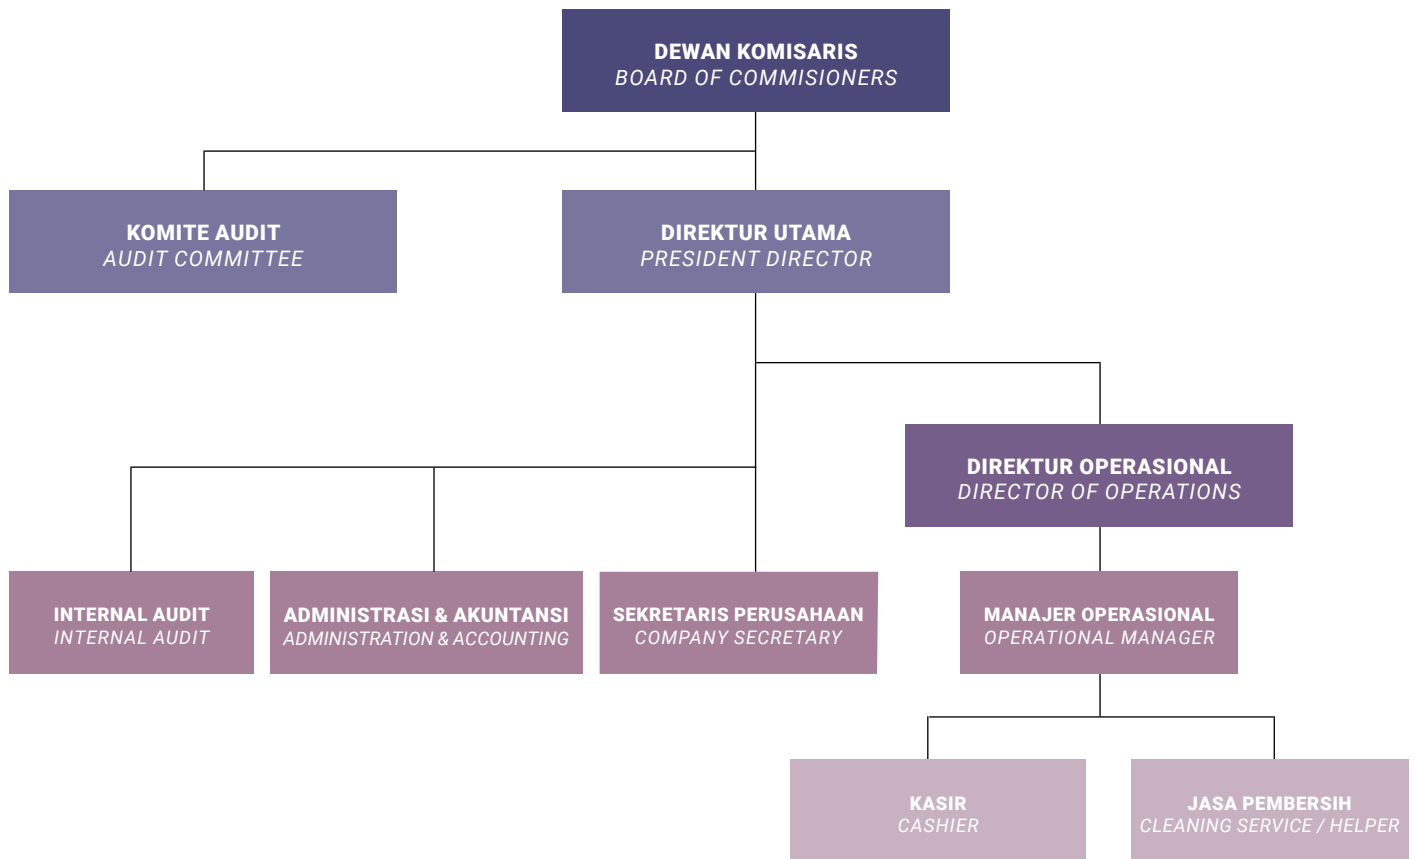 DEWAN KOMISARIS
BOARD OF COMMISIONERS
KOMITE AUDIT
AUDIT COMMITTEE
DIREKTUR UTAMA
PRESIDENT DIRECTOR
DIREKTUR OPERASIONAL
DIRECTOR OF OPERATIONS
INTERNAL AUDIT
INTERNAL AUDIT
ADMINISTRASI & AKUNTANSI
ADMINISTRATION & ACCOUNTING
SEKRETARIS PERUSAHAAN
COMPANY SECRETARY
MANAJER OPERASIONAL
OPERATIONAL MANAGER
KASIR
CASHIER
JASA PEMBERSIH
CLEANING SERVICE / HELPER